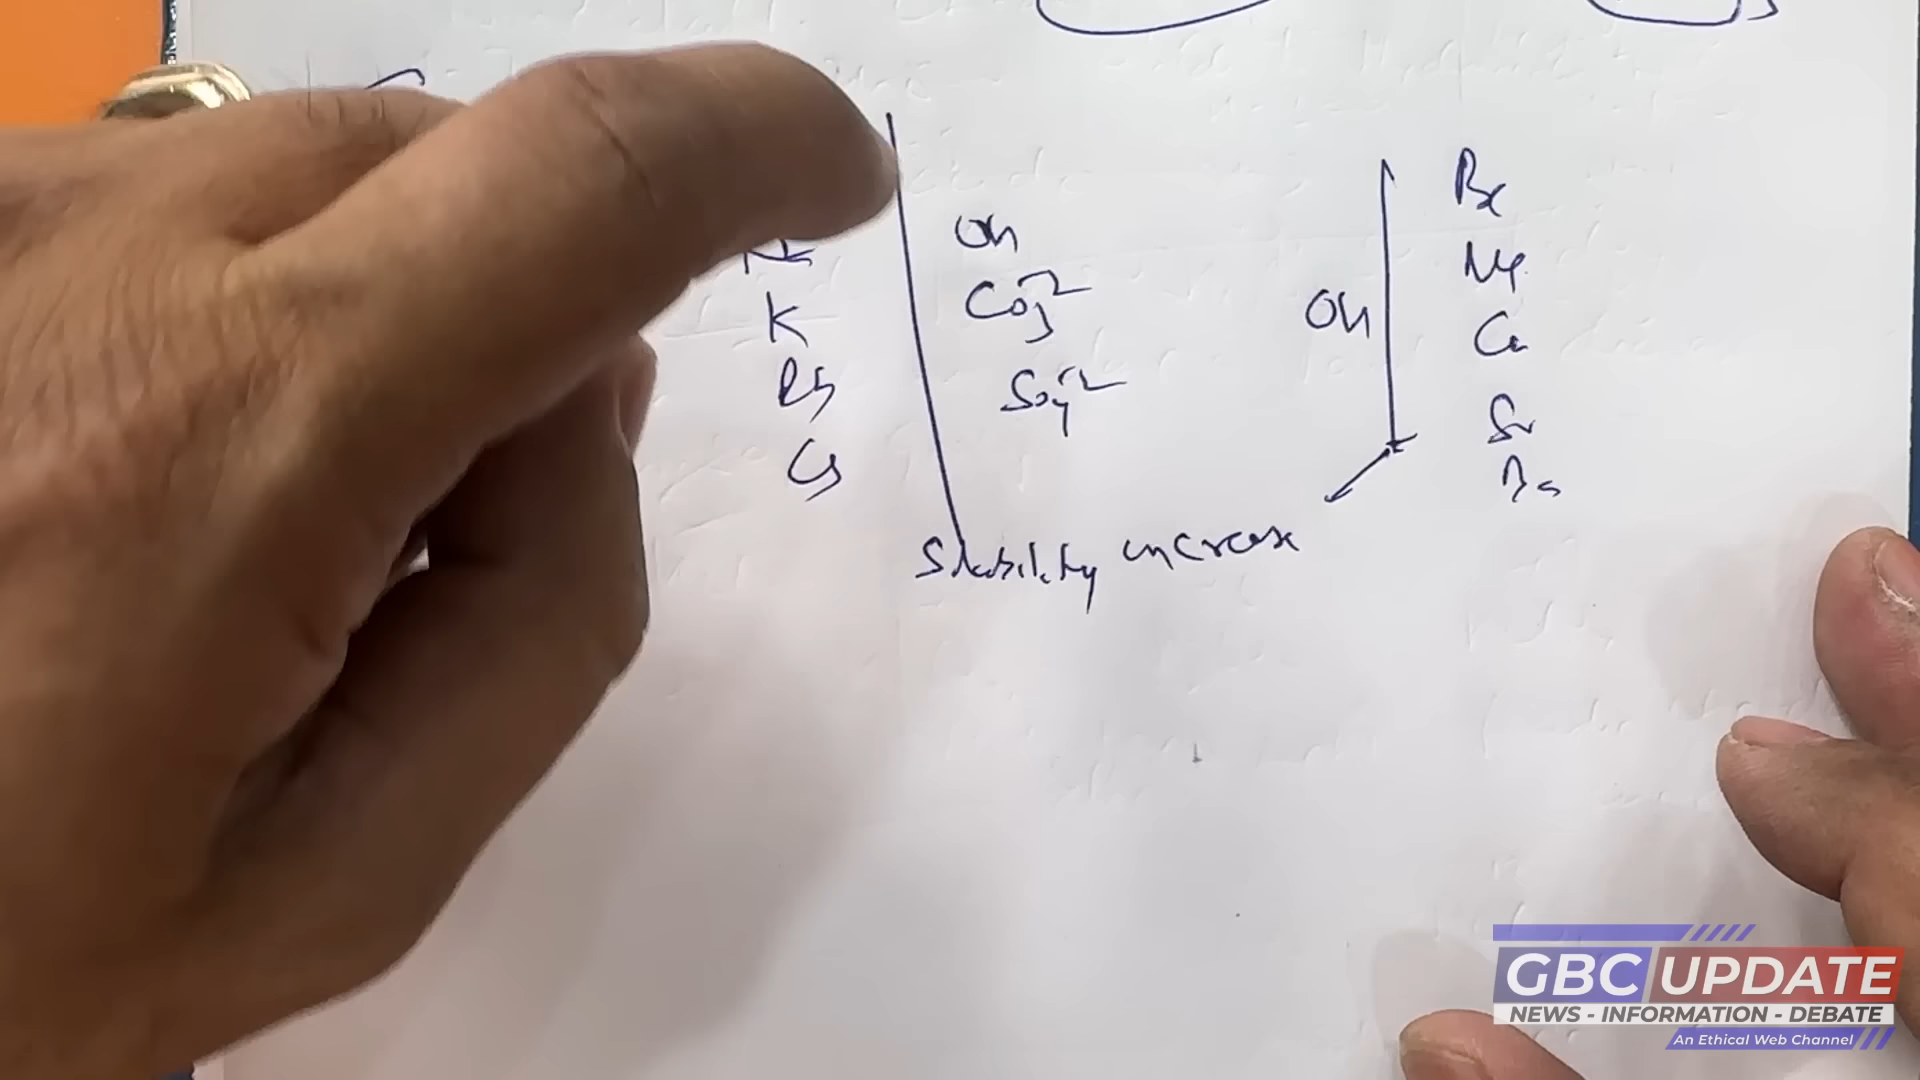 OH
CO3^2-
SO4^2-
K
Rb
Cs
Stability increase
OH
Be
Mg
Ca
Sr
Ba
GBC UPDATE
NEWS - INFORMATION - DEBATE
An Ethical Web Channel